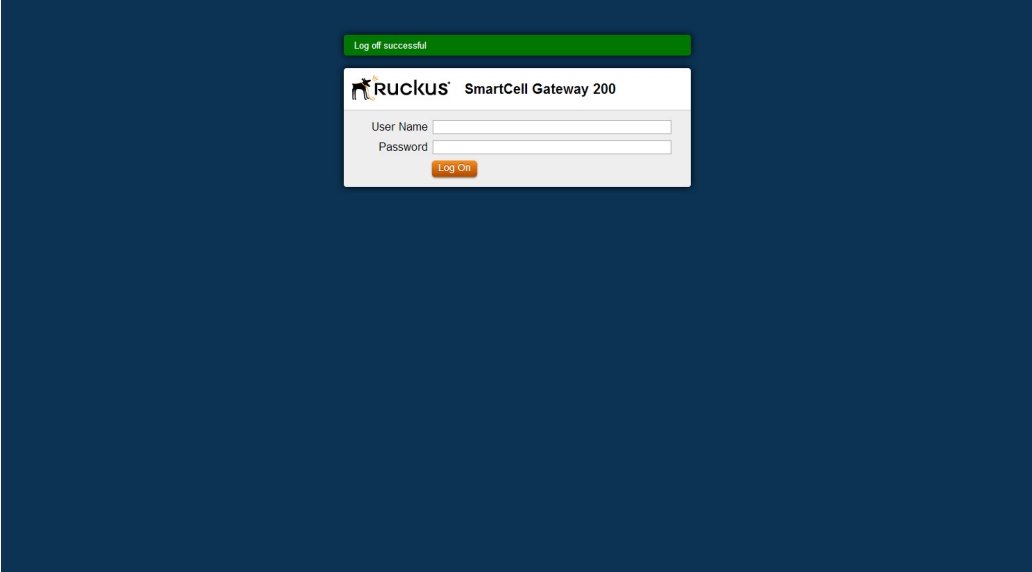 Log off successful
Ruckus SmartCell Gateway 200
User Name
Password
Log On